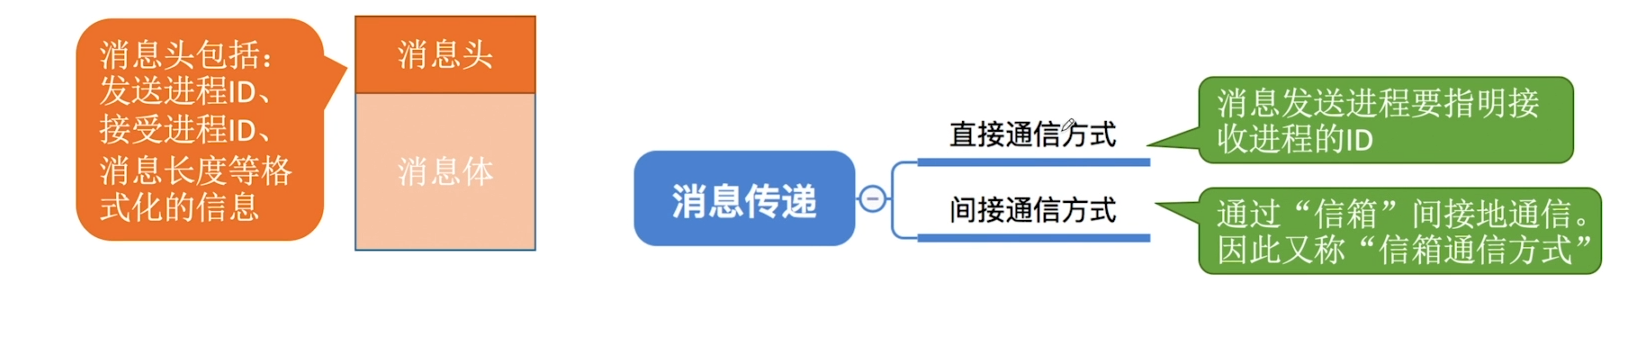 消息头包括：
发送进程ID、
接受进程ID、
消息长度等格
式化的信息
消息头
消息体
消息传递
直接通信方式
间接通信方式
消息发送进程要指明接
收进程的ID
通过“信箱”间接地通信。
因此又称“信箱通信方式”